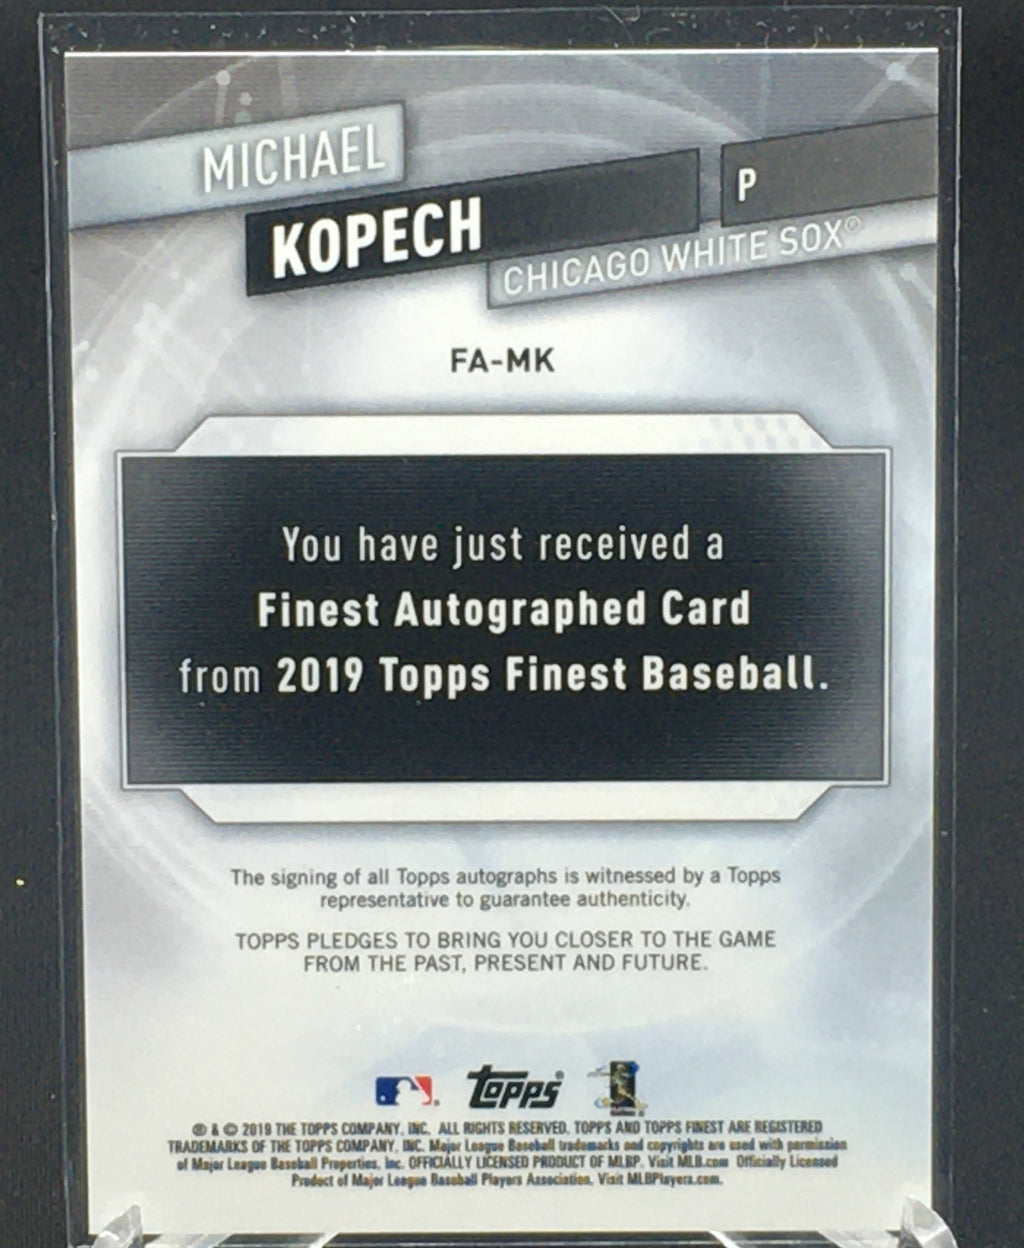 MICHAEL
KOPECH
P
CHICAGO WHITE SOX®
FA-MK
You have just received a
Finest Autographed Card
from 2019 Topps Finest Baseball.
The signing of all Topps autographs is witnessed by a Topps
representative to guarantee authenticity.
TOPPS PLEDGES TO BRING YOU CLOSER TO THE GAME
FROM THE PAST, PRESENT AND FUTURE.
Topps®
® & © 2019 THE TOPPS COMPANY, INC. ALL RIGHTS RESERVED. TOPPS AND TOPPS FINEST ARE REGISTERED
TRADEMARKS OF THE TOPPS COMPANY, INC. Major League Baseball trademarks and copyrights are used with permission
of Major League Baseball Properties, Inc. OFFICIALLY LICENSED PRODUCT OF MLBP. Visit MLB.com Officially Licensed
Product of Major League Baseball Players Association. Visit MLBPlayers.com.